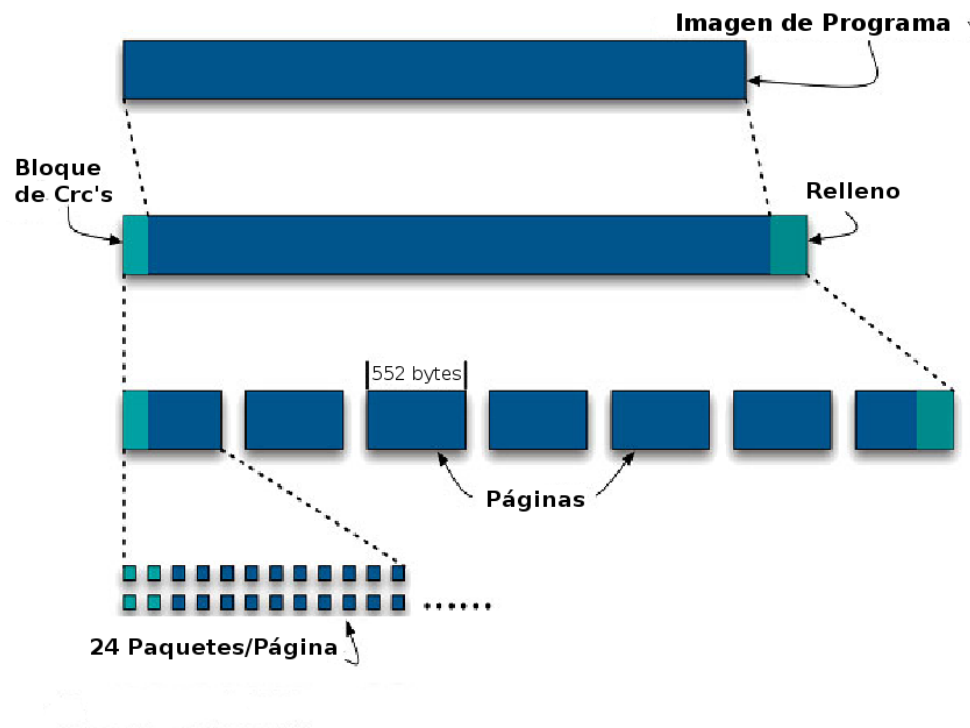 Imagen de Programa
Bloque
de Crc's
Relleno
552 bytes
Páginas
24 Paquetes/Página